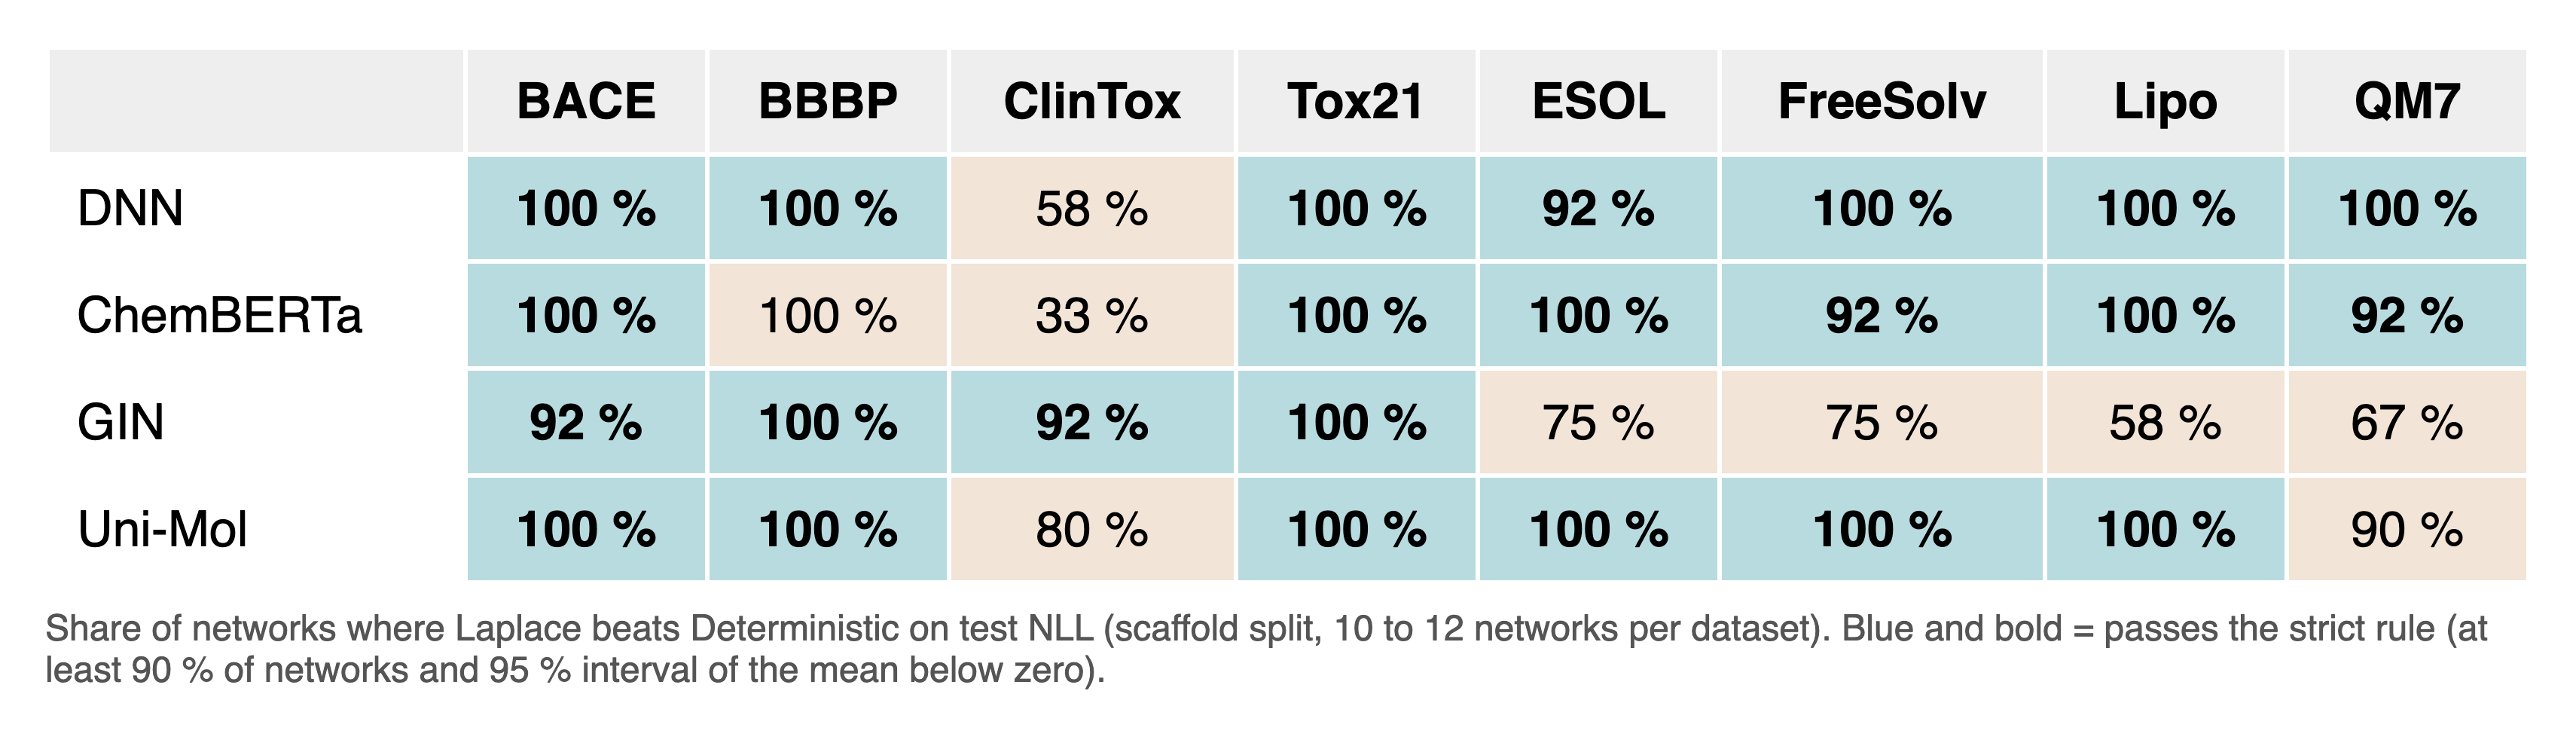 BACE BBBP ClinTox Tox21 ESOL FreeSolv Lipo QM7
DNN 100 % 100 % 58 % 100 % 92 % 100 % 100 % 100 %
ChemBERTa 100 % 100 % 33 % 100 % 100 % 92 % 100 % 92 %
GIN 92 % 100 % 92 % 100 % 75 % 75 % 58 % 67 %
Uni-Mol 100 % 100 % 80 % 100 % 100 % 100 % 100 % 90 %
Share of networks where Laplace beats Deterministic on test NLL (scaffold split, 10 to 12 networks per dataset). Blue and bold = passes the strict rule (at
least 90 % of networks and 95 % interval of the mean below zero).